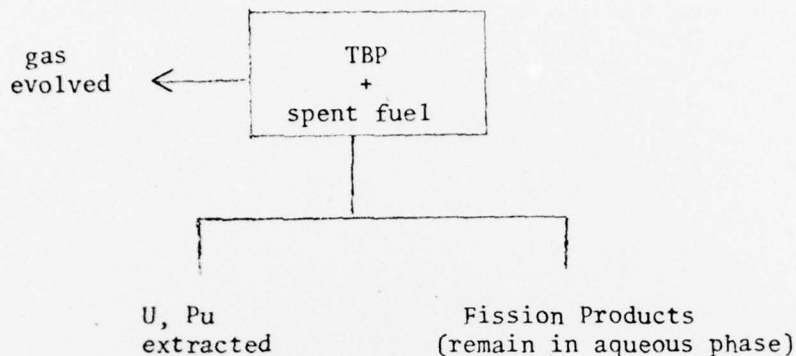 gas
evolved
TBP
+
spent fuel
U, Pu
extracted
Fission Products
(remain in aqueous phase)